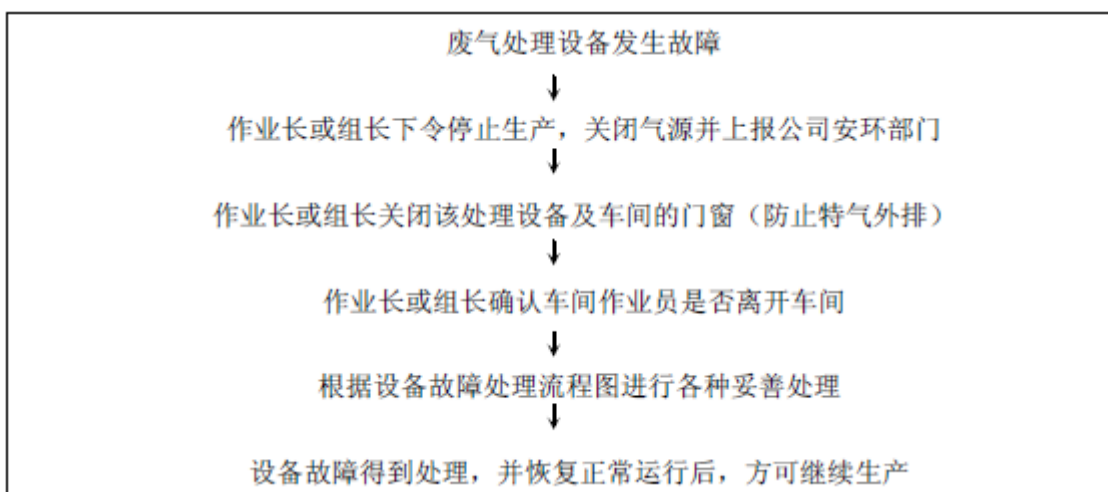 废气处理设备发生故障
作业长或组长下令停止生产，关闭气源并上报公司安环部门
作业长或组长关闭该处理设备及车间的门窗（防止特气外排）
作业长或组长确认车间作业员是否离开车间
根据设备故障处理流程图进行各种妥善处理
设备故障得到处理，并恢复正常运行后，方可继续生产